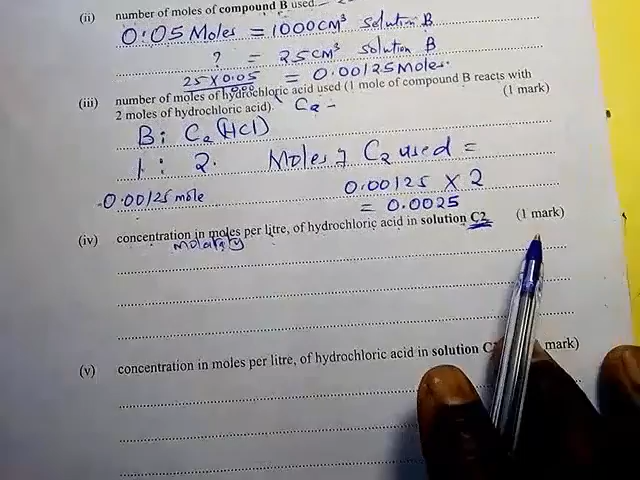 (ii) number of moles of compound B used
0.05 Moles = 1000cm³ Solution B
? = 25cm³ Solution B
25 x 0.05 = 0.00125 Moles.
1000
(iii) number of moles of hydrochloric acid used (1 mole of compound B reacts with
2 moles of hydrochloric acid). C2 - (1 mark)
B : C2 (HCl)
1 : 2. Moles of C2 used =
0.00125 mole 0.00125 X 2
= 0.0025
(iv) concentration in moles per litre, of hydrochloric acid in solution C2 (1 mark)
molarity
(v) concentration in moles per litre, of hydrochloric acid in solution C mark)